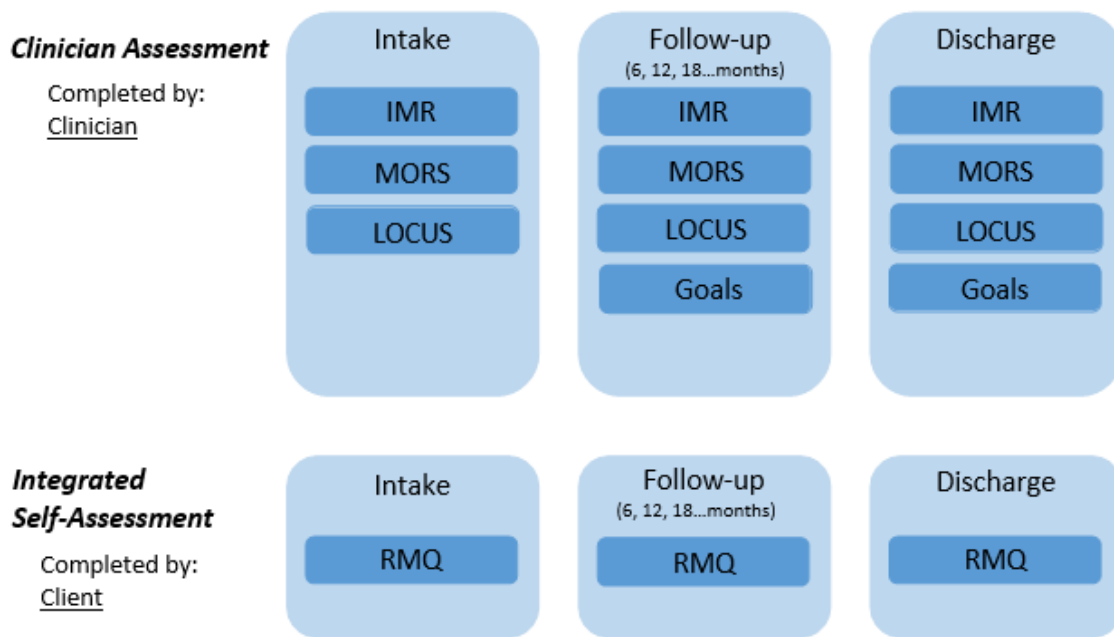 Clinician Assessment
Completed by:
Clinician
Intake
IMR
MORS
LOCUS
Follow-up
(6, 12, 18...months)
IMR
MORS
LOCUS
Goals
Discharge
IMR
MORS
LOCUS
Goals
Integrated
Self-Assessment
Completed by:
Client
Intake
RMQ
Follow-up
(6, 12, 18...months)
RMQ
Discharge
RMQ